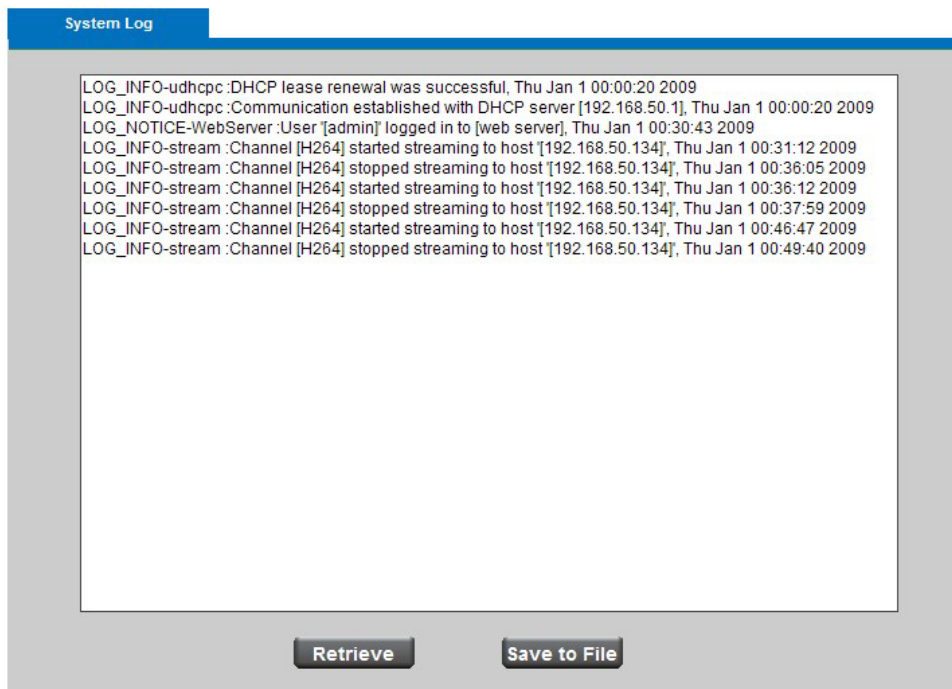 System Log
LOG_INFO-udhcpc :DHCP lease renewal was successful, Thu Jan 1 00:00:20 2009
LOG_INFO-udhcpc :Communication established with DHCP server [192.168.50.1], Thu Jan 1 00:00:20 2009
LOG_NOTICE-WebServer :User '[admin]' logged in to [web server], Thu Jan 1 00:30:43 2009
LOG_INFO-stream :Channel [H264] started streaming to host '[192.168.50.134]', Thu Jan 1 00:31:12 2009
LOG_INFO-stream :Channel [H264] stopped streaming to host '[192.168.50.134]', Thu Jan 1 00:36:05 2009
LOG_INFO-stream :Channel [H264] started streaming to host '[192.168.50.134]', Thu Jan 1 00:36:12 2009
LOG_INFO-stream :Channel [H264] stopped streaming to host '[192.168.50.134]', Thu Jan 1 00:37:59 2009
LOG_INFO-stream :Channel [H264] started streaming to host '[192.168.50.134]', Thu Jan 1 00:46:47 2009
LOG_INFO-stream :Channel [H264] stopped streaming to host '[192.168.50.134]', Thu Jan 1 00:49:40 2009
Retrieve
Save to File